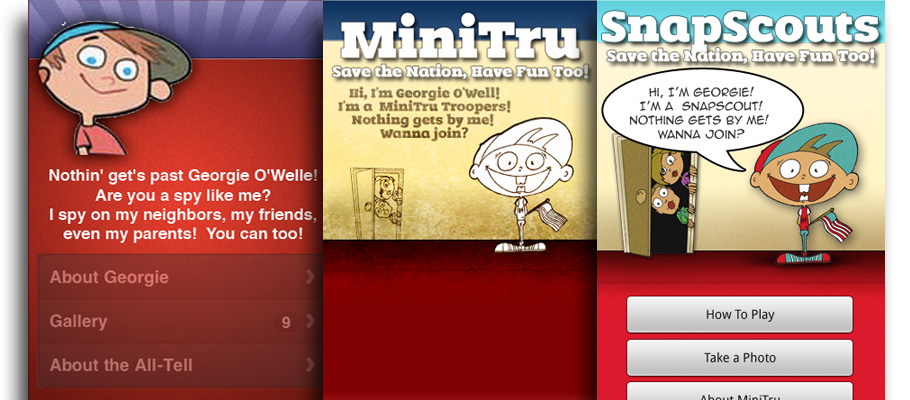 Nothin' get's past Georgie O'Welle!
Are you a spy like me?
I spy on my neighbors, my friends,
even my parents! You can too!
About Georgie
Gallery 9
About the All-Tell
MiniTru
Save the Nation, Have Fun Too!
Hi, I'm Georgie O'Well!
I'm a MiniTru Troopers!
Nothing gets by me!
Wanna join?
SnapScouts
Save the Nation, Have Fun Too!
HI, I'M GEORGIE!
I'M A SNAPSCOUT!
NOTHING GETS BY ME!
WANNA JOIN?
How To Play
Take a Photo
About MiniTru